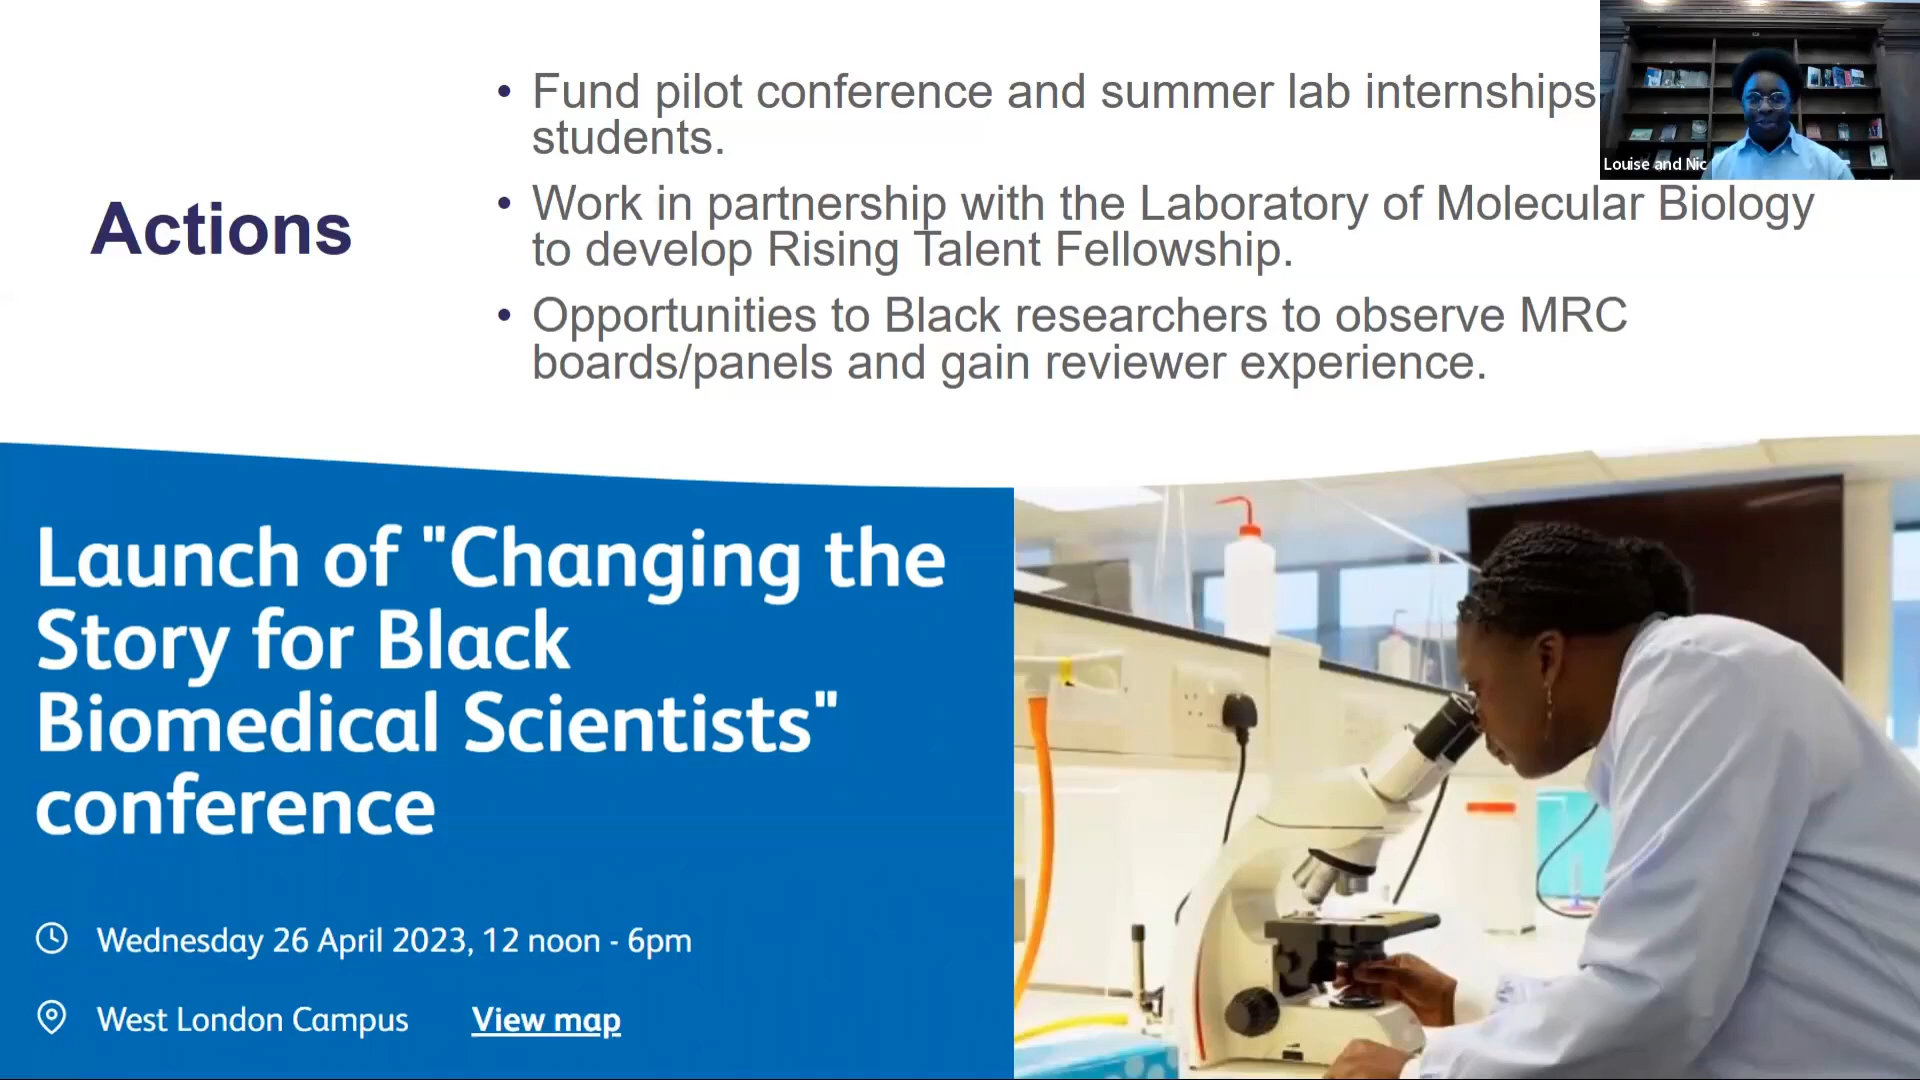 Actions
• Fund pilot conference and summer lab internships
students.
• Work in partnership with the Laboratory of Molecular Biology
to develop Rising Talent Fellowship.
• Opportunities to Black researchers to observe MRC
boards/panels and gain reviewer experience.
Louise and Nic
Launch of "Changing the
Story for Black
Biomedical Scientists"
conference
Wednesday 26 April 2023, 12 noon - 6pm
West London Campus View map